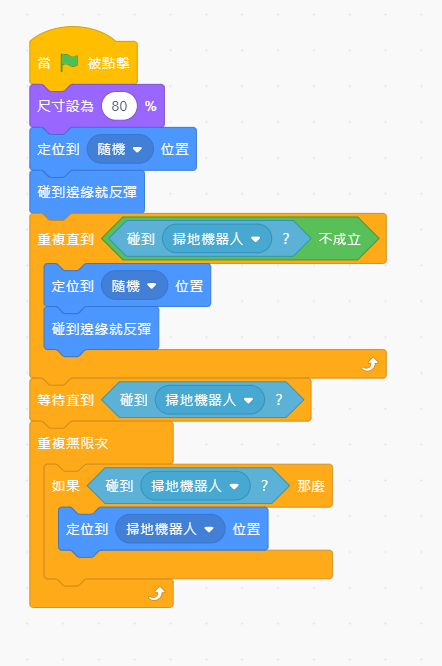 當 被點擊
尺寸設為 80 %
定位到 隨機 位置
碰到邊緣就反彈
重複直到 碰到 掃地機器人 ? 不成立
定位到 隨機 位置
碰到邊緣就反彈
等待直到 碰到 掃地機器人 ?
重複無限次
如果 碰到 掃地機器人 ? 那麼
定位到 掃地機器人 位置